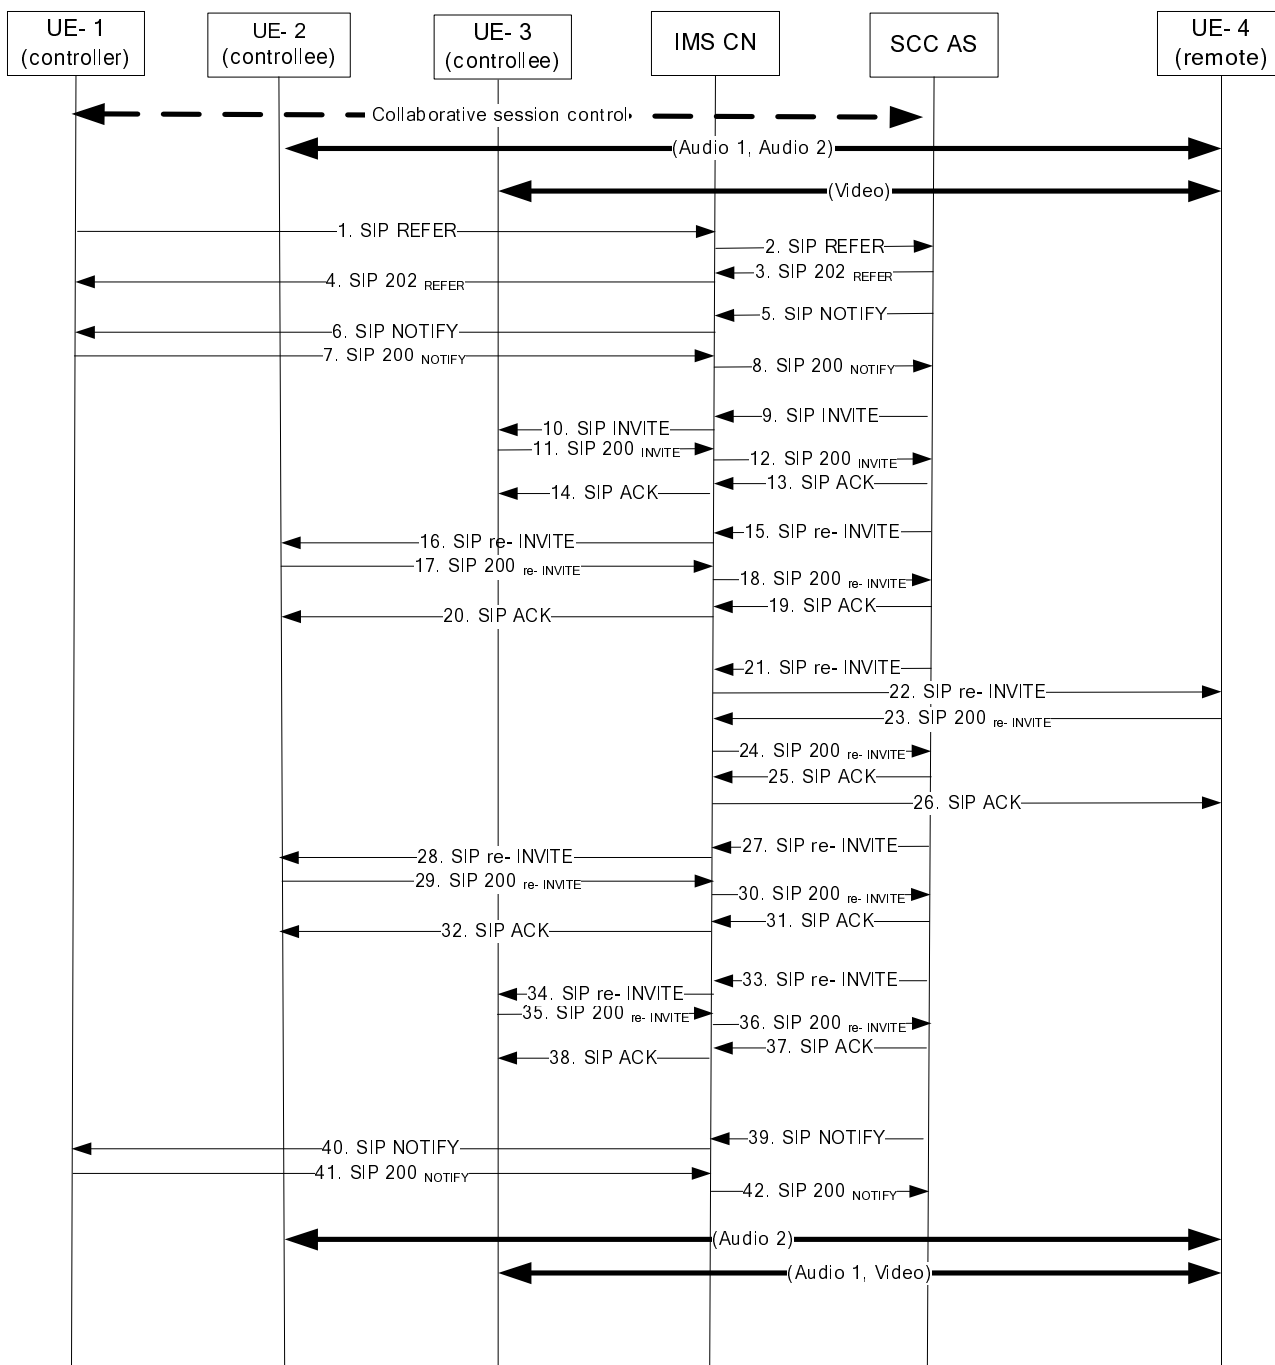 UE- 1
(controller)
UE- 2
(controllee)
UE- 3
(controllee)
IMS CN
SCC AS
UE- 4
(remote)
Collaborative session control
(Audio 1, Audio 2)
(Video)
1. SIP REFER
2. SIP REFER
3. SIP 202 REFER
4. SIP 202 REFER
5. SIP NOTIFY
6. SIP NOTIFY
7. SIP 200 NOTIFY
8. SIP 200 NOTIFY
9. SIP INVITE
10. SIP INVITE
11. SIP 200 INVITE
12. SIP 200 INVITE
13. SIP ACK
14. SIP ACK
15. SIP re- INVITE
16. SIP re- INVITE
17. SIP 200 re- INVITE
18. SIP 200 re- INVITE
19. SIP ACK
20. SIP ACK
21. SIP re- INVITE
22. SIP re- INVITE
23. SIP 200 re- INVITE
24. SIP 200 re- INVITE
25. SIP ACK
26. SIP ACK
27. SIP re- INVITE
28. SIP re- INVITE
29. SIP 200 re- INVITE
30. SIP 200 re- INVITE
31. SIP ACK
32. SIP ACK
33. SIP re- INVITE
34. SIP re- INVITE
35. SIP 200 re- INVITE
36. SIP 200 re- INVITE
37. SIP ACK
38. SIP ACK
39. SIP NOTIFY
40. SIP NOTIFY
41. SIP 200 NOTIFY
42. SIP 200 NOTIFY
(Audio 2)
(Audio 1, Video)